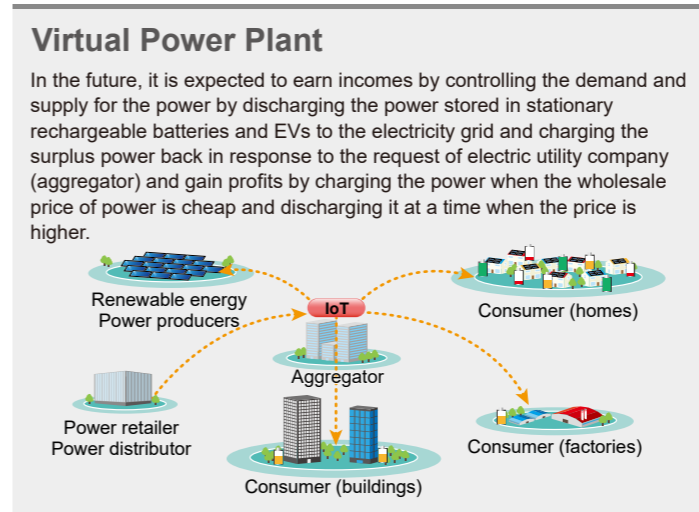 Virtual Power Plant
In the future, it is expected to earn incomes by controlling the demand and
supply for the power by discharging the power stored in stationary
rechargeable batteries and EVs to the electricity grid and charging the
surplus power back in response to the request of electric utility company
(aggregator) and gain profits by charging the power when the wholesale
price of power is cheap and discharging it at a time when the price is
higher.
Renewable energy
Power producers
IoT
Consumer (homes)
Aggregator
Power retailer
Power distributor
Consumer (factories)
Consumer (buildings)